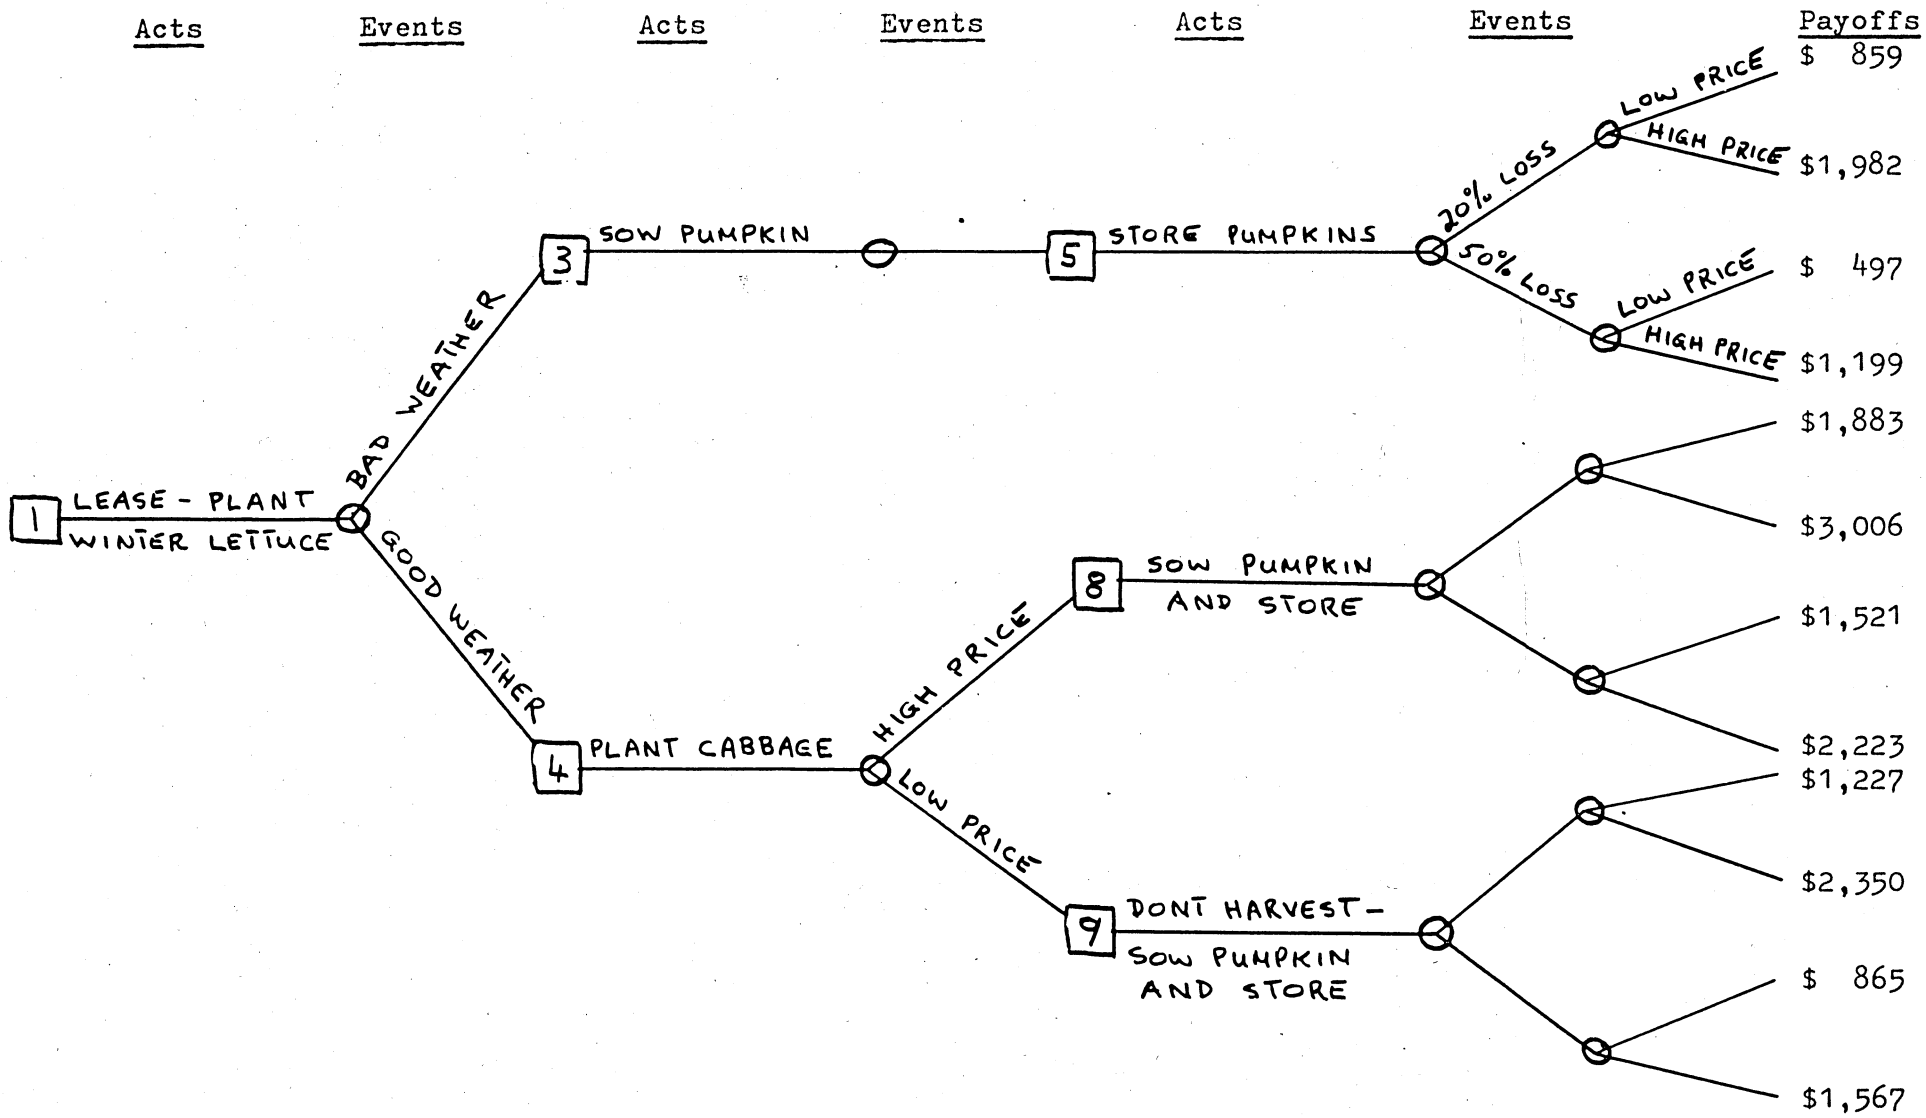 Acts Events Acts Events Acts Events Payoffs
$ 859
LOW PRICE
HIGH PRICE
$1,982
20% LOSS
3
SOW PUMPKIN
5
STORE PUMPKINS
50% LOSS
LOW PRICE
$ 497
HIGH PRICE
$1,199
BAD WEATHER
$1,883
1
LEASE - PLANT
WINTER LETTUCE
$3,006
GOOD WEATHER
8
SOW PUMPKIN
AND STORE
$1,521
HIGH PRICE
4
PLANT CABBAGE
$2,223
$1,227
LOW PRICE
$2,350
9
DONT HARVEST -
SOW PUMPKIN
AND STORE
$ 865
$1,567